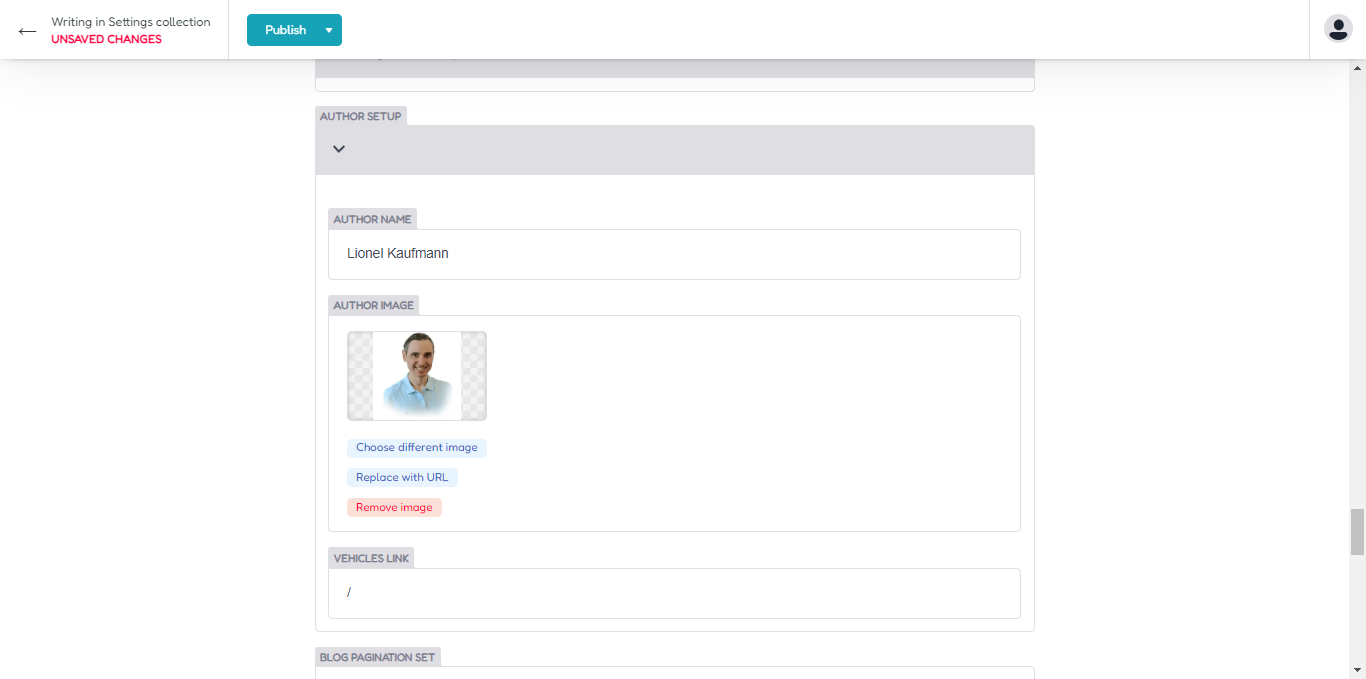 Writing in Settings collection
UNSAVED CHANGES
Publish
AUTHOR SETUP
AUTHOR NAME
Lionel Kaufmann
AUTHOR IMAGE
Choose different image
Replace with URL
Remove image
VEHICLES LINK
/
BLOG PAGINATION SET